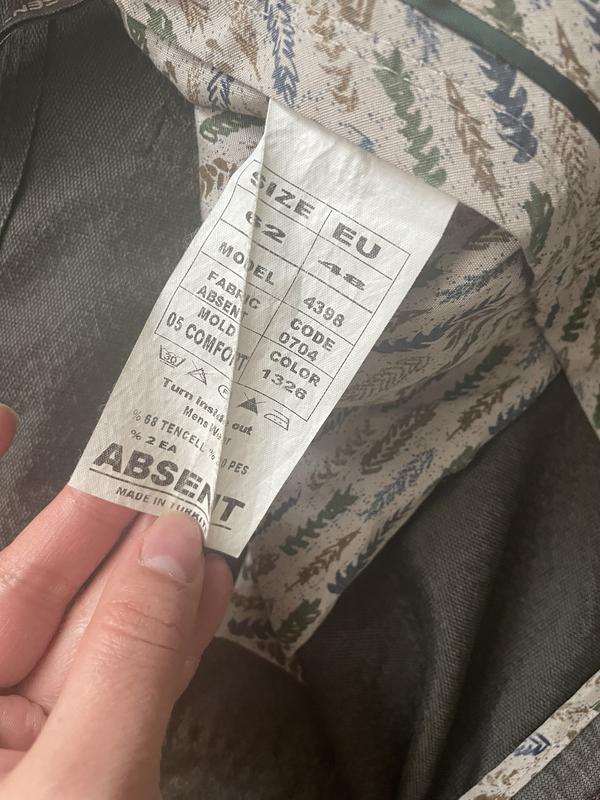 SIZE EU
62 48
MODEL 4398
FABRIC CODE
ABSENT 0704
MOLD COLOR
05 COMFORT 1326
30
Turn inside out
Mens Wear
% 68 TENCELL % 30 PES
% 2 EA
ABSENT
MADE IN